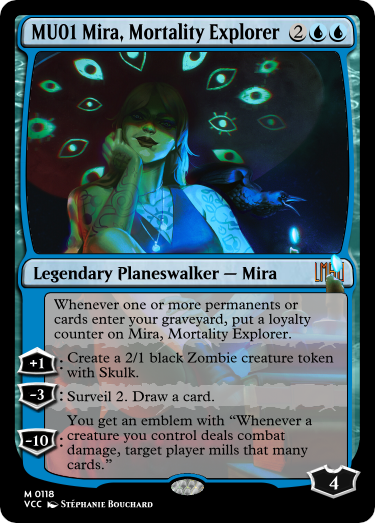 MU01 Mira, Mortality Explorer 2
Legendary Planeswalker — Mira
Whenever one or more permanents or
cards enter your graveyard, put a loyalty
counter on Mira, Mortality Explorer.
+1: Create a 2/1 black Zombie creature token
with Skulk.
-3: Surveil 2. Draw a card.
-10: You get an emblem with “Whenever a
creature you control deals combat
damage, target player mills that many
cards.”
4
M 0118
VCC Stéphanie Bouchard